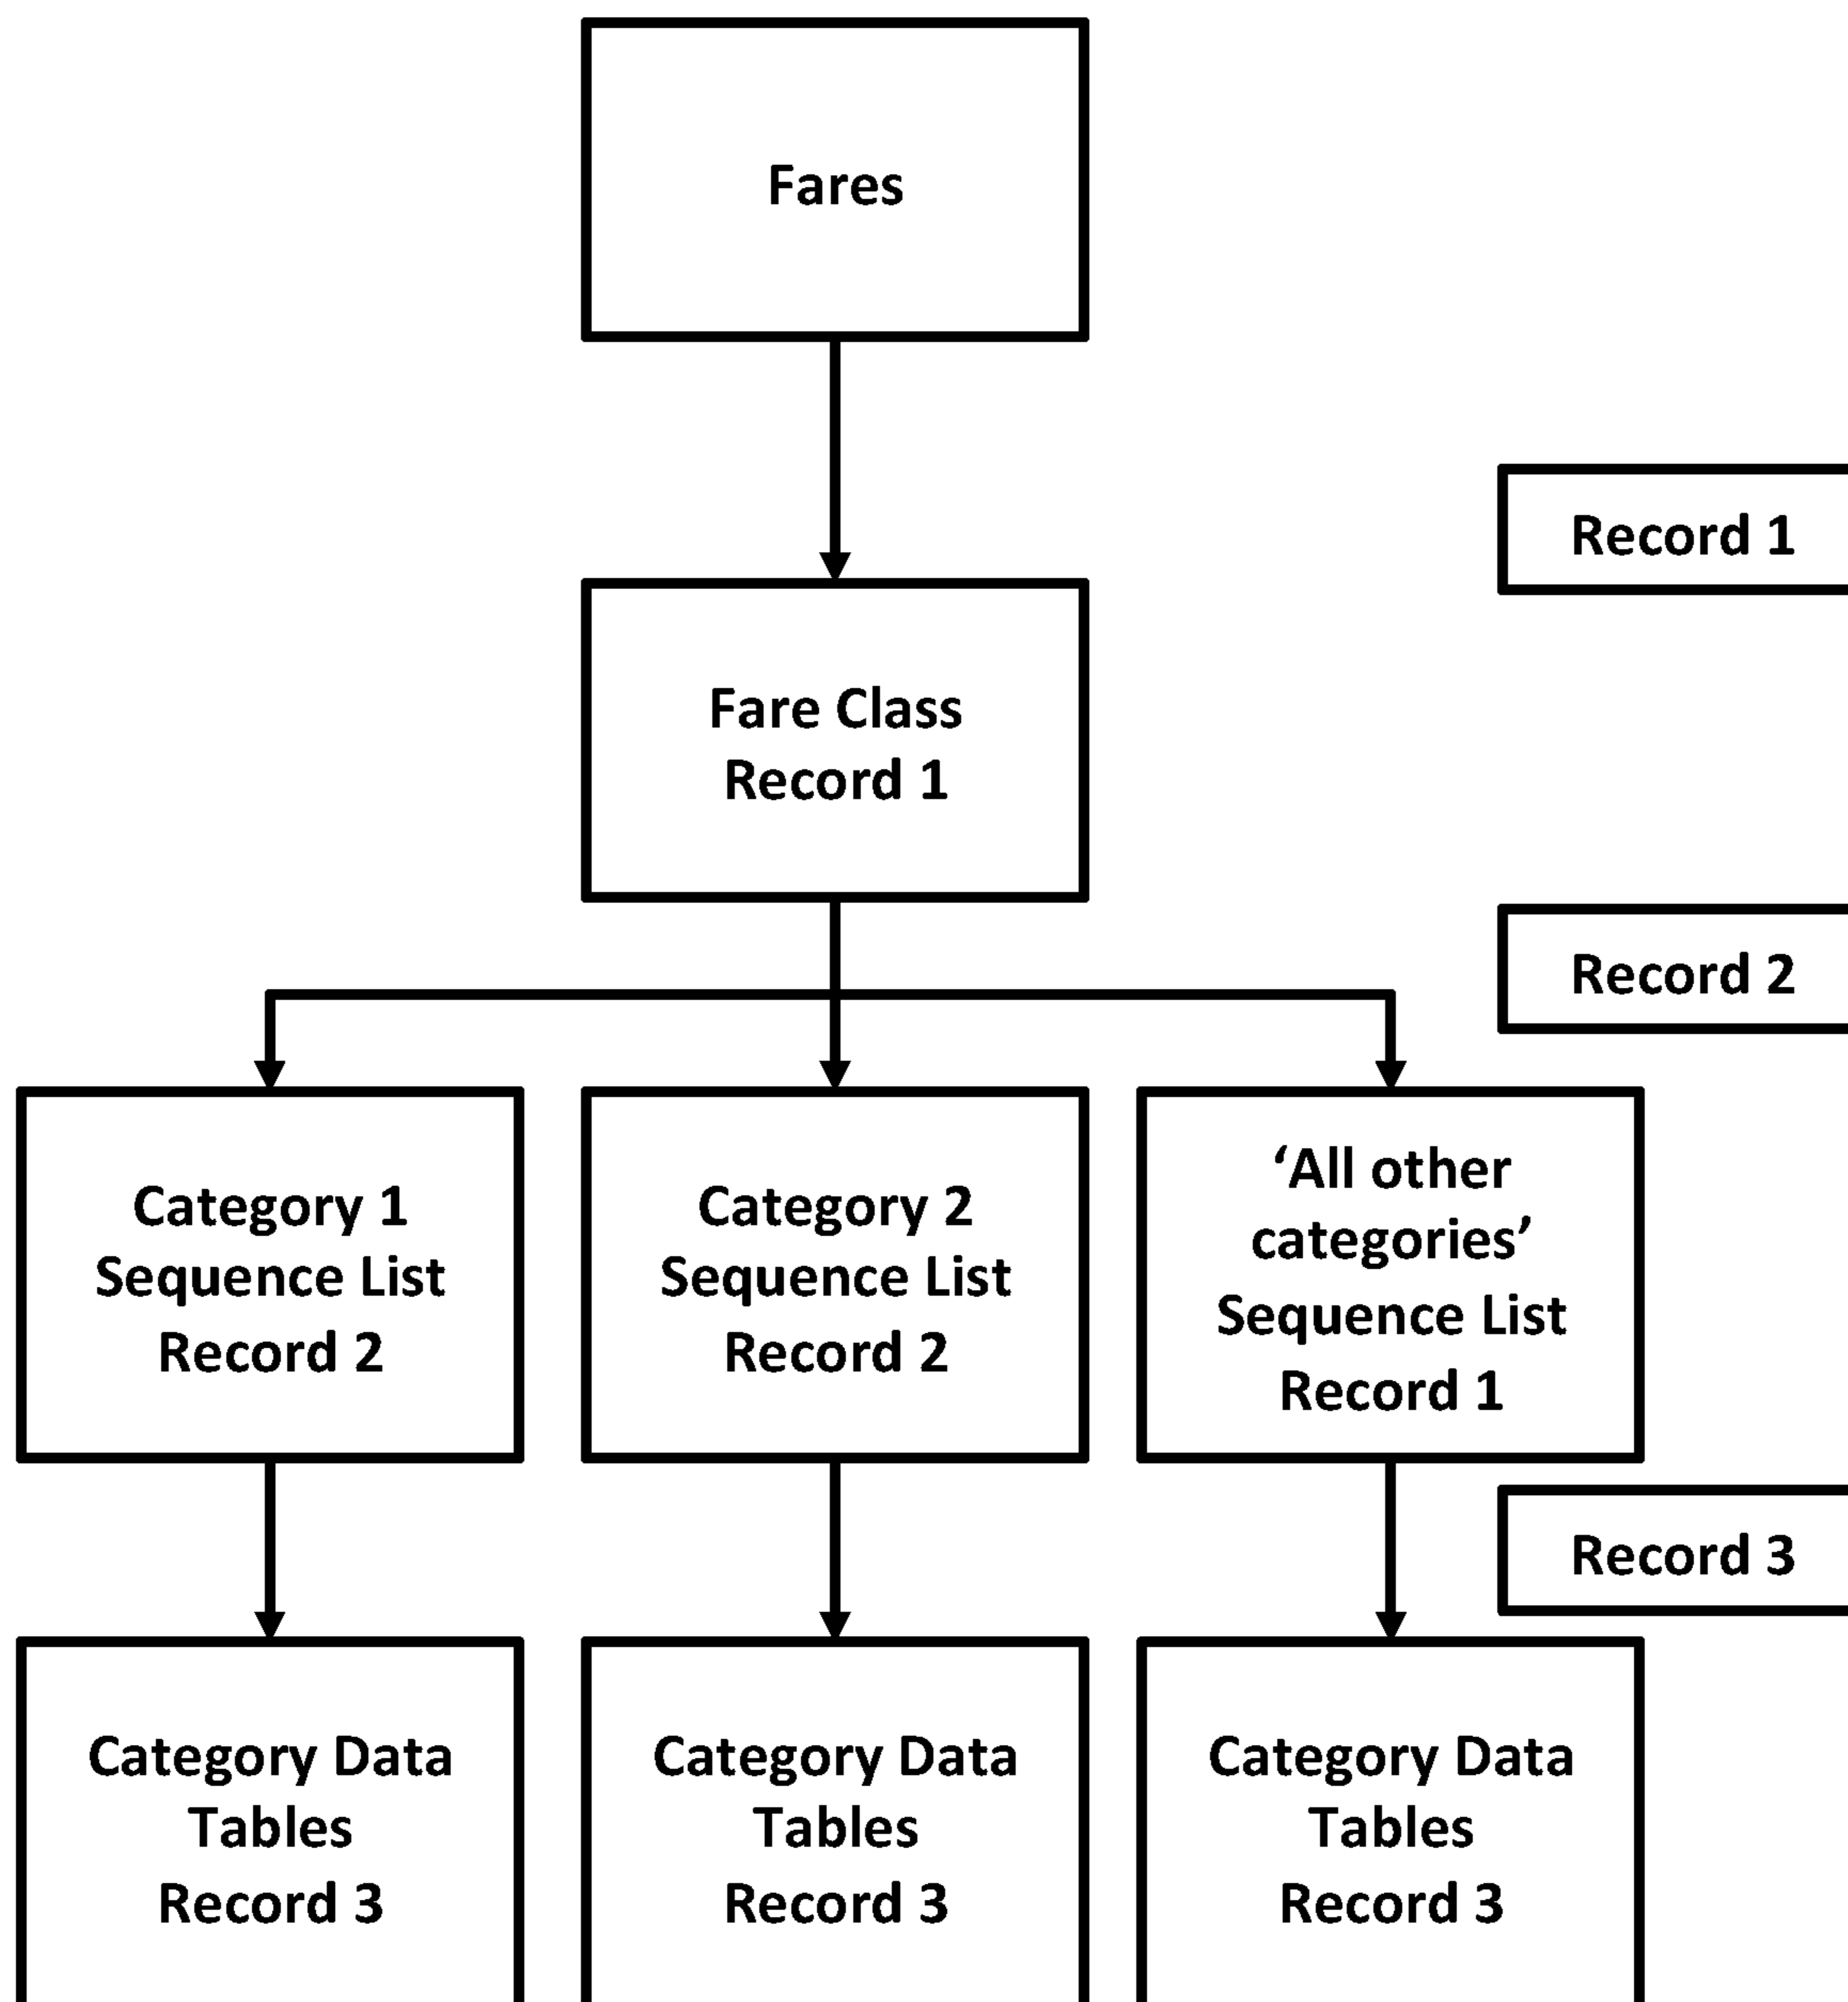 Fares
Record 1
Fare Class
Record 1
Record 2
Category 1
Sequence List
Record 2
Category 2
Sequence List
Record 2
‘All other
categories’
Sequence List
Record 1
Record 3
Category Data
Tables
Record 3
Category Data
Tables
Record 3
Category Data
Tables
Record 3